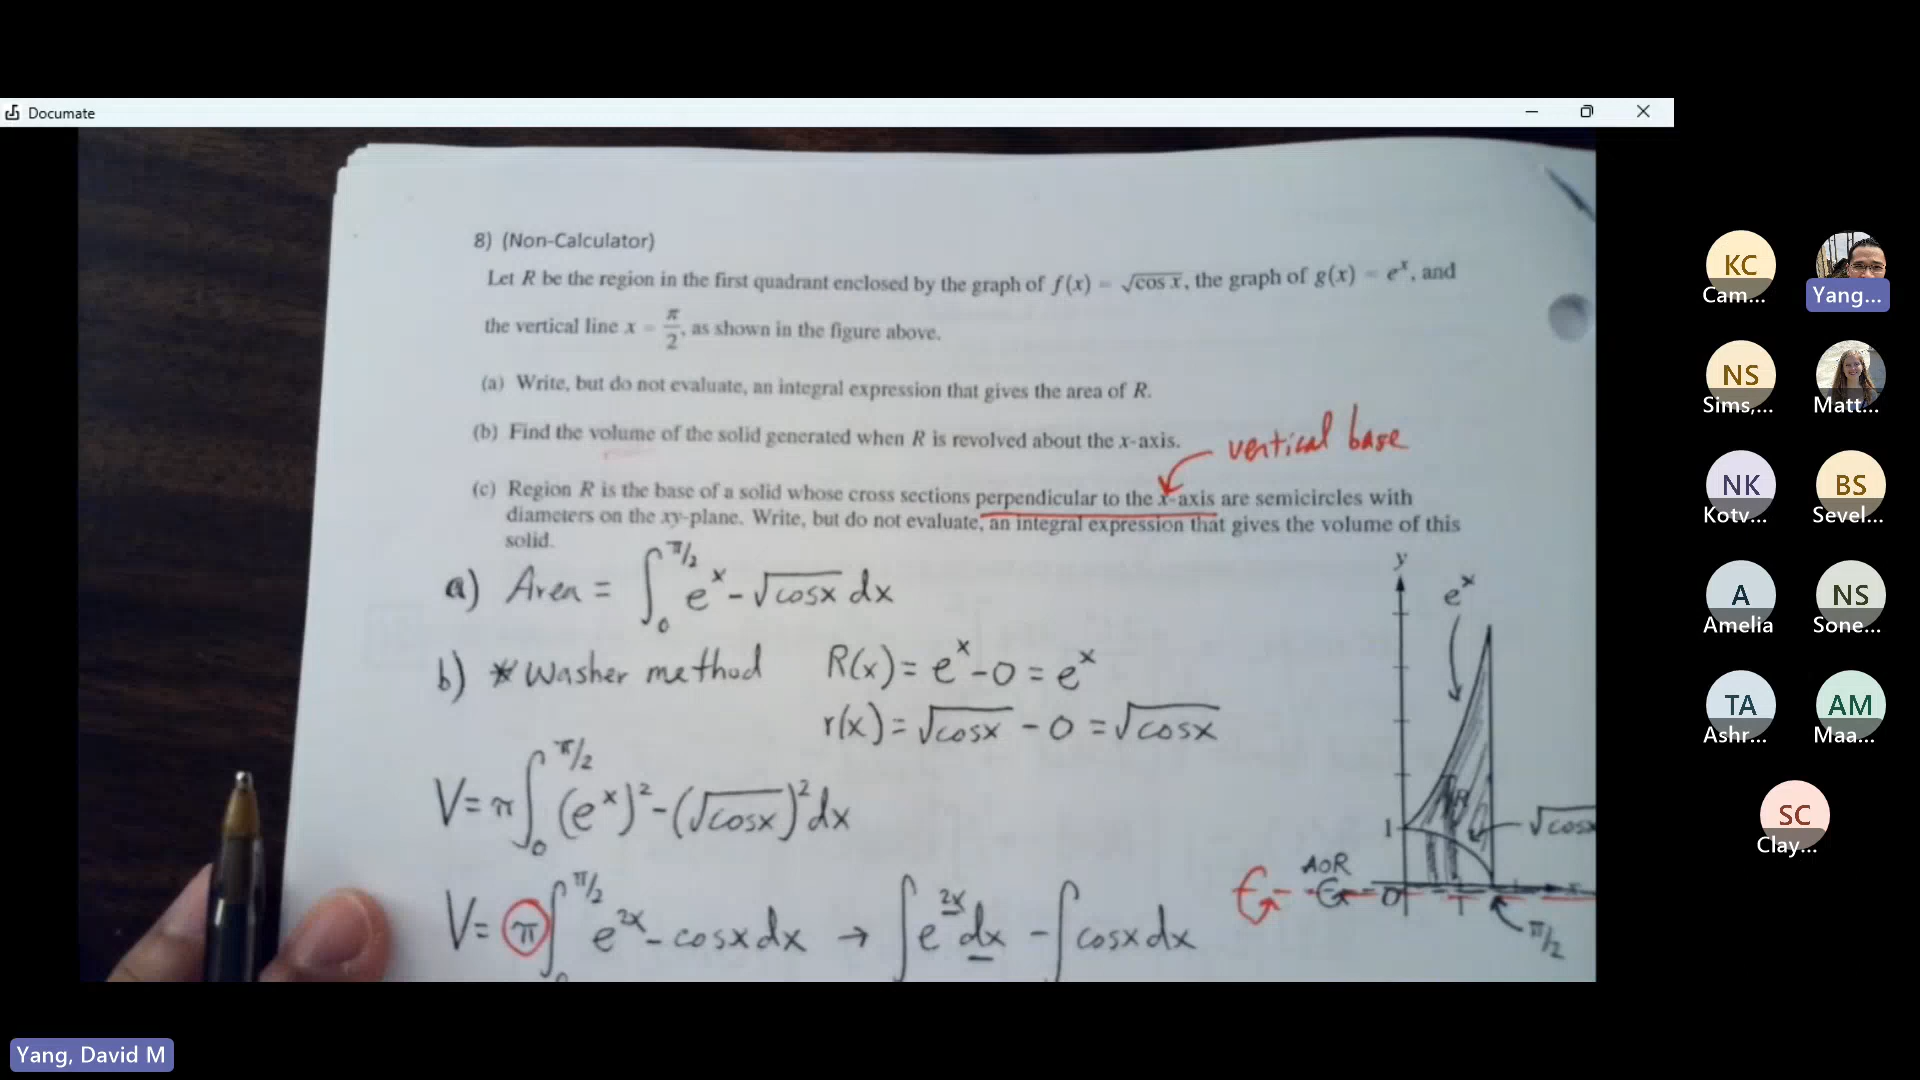 Documate
8) (Non-Calculator)
Let R be the region in the first quadrant enclosed by the graph of f(x) = √cos x, the graph of g(x) = e^x, and
the vertical line x = π/2, as shown in the figure above.
(a) Write, but do not evaluate, an integral expression that gives the area of R.
(b) Find the volume of the solid generated when R is revolved about the x-axis.
vertical base
(c) Region R is the base of a solid whose cross sections perpendicular to the x-axis are semicircles with
diameters on the xy-plane. Write, but do not evaluate, an integral expression that gives the volume of this
solid.
a) Area = ∫₀^(π/2) e^x - √cosx dx
b) * Washer method R(x) = e^x - 0 = e^x
r(x) = √cosx - 0 = √cosx
V = π ∫₀^(π/2) (e^x)² - (√cosx)² dx
V = π ∫₀^(π/2) e^2x - cosx dx → ∫ e^2x dx - ∫ cosx dx
y
e^x
R
1
√cosx
AoR
0
1
π/2
KC
Cam...
Yang...
NS
Sims,...
Matt...
NK
Kotv...
BS
Sevel...
A
Amelia
NS
Sone...
TA
Ashr...
AM
Maa...
SC
Clay...
Yang, David M